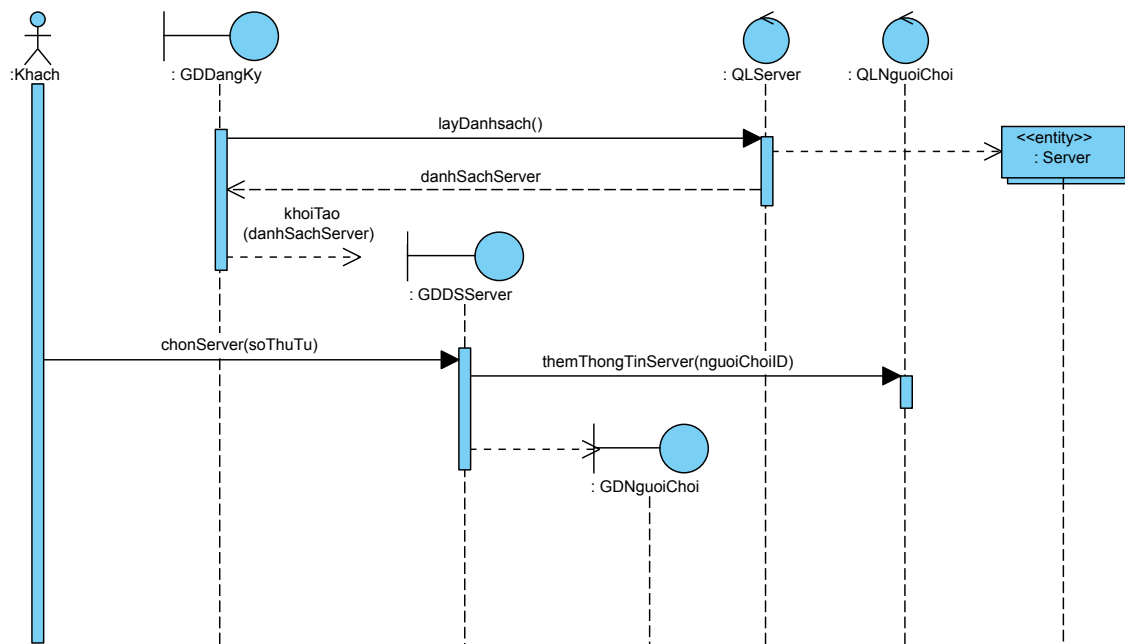 :Khach
: GDDangKy
: QLServer
: QLNguoiChoi
layDanhsach()
<<entity>>
: Server
danhSachServer
khoiTao
(danhSachServer)
: GDDSServer
chonServer(soThuTu)
themThongTinServer(nguoiChoiID)
: GDNguoiChoi